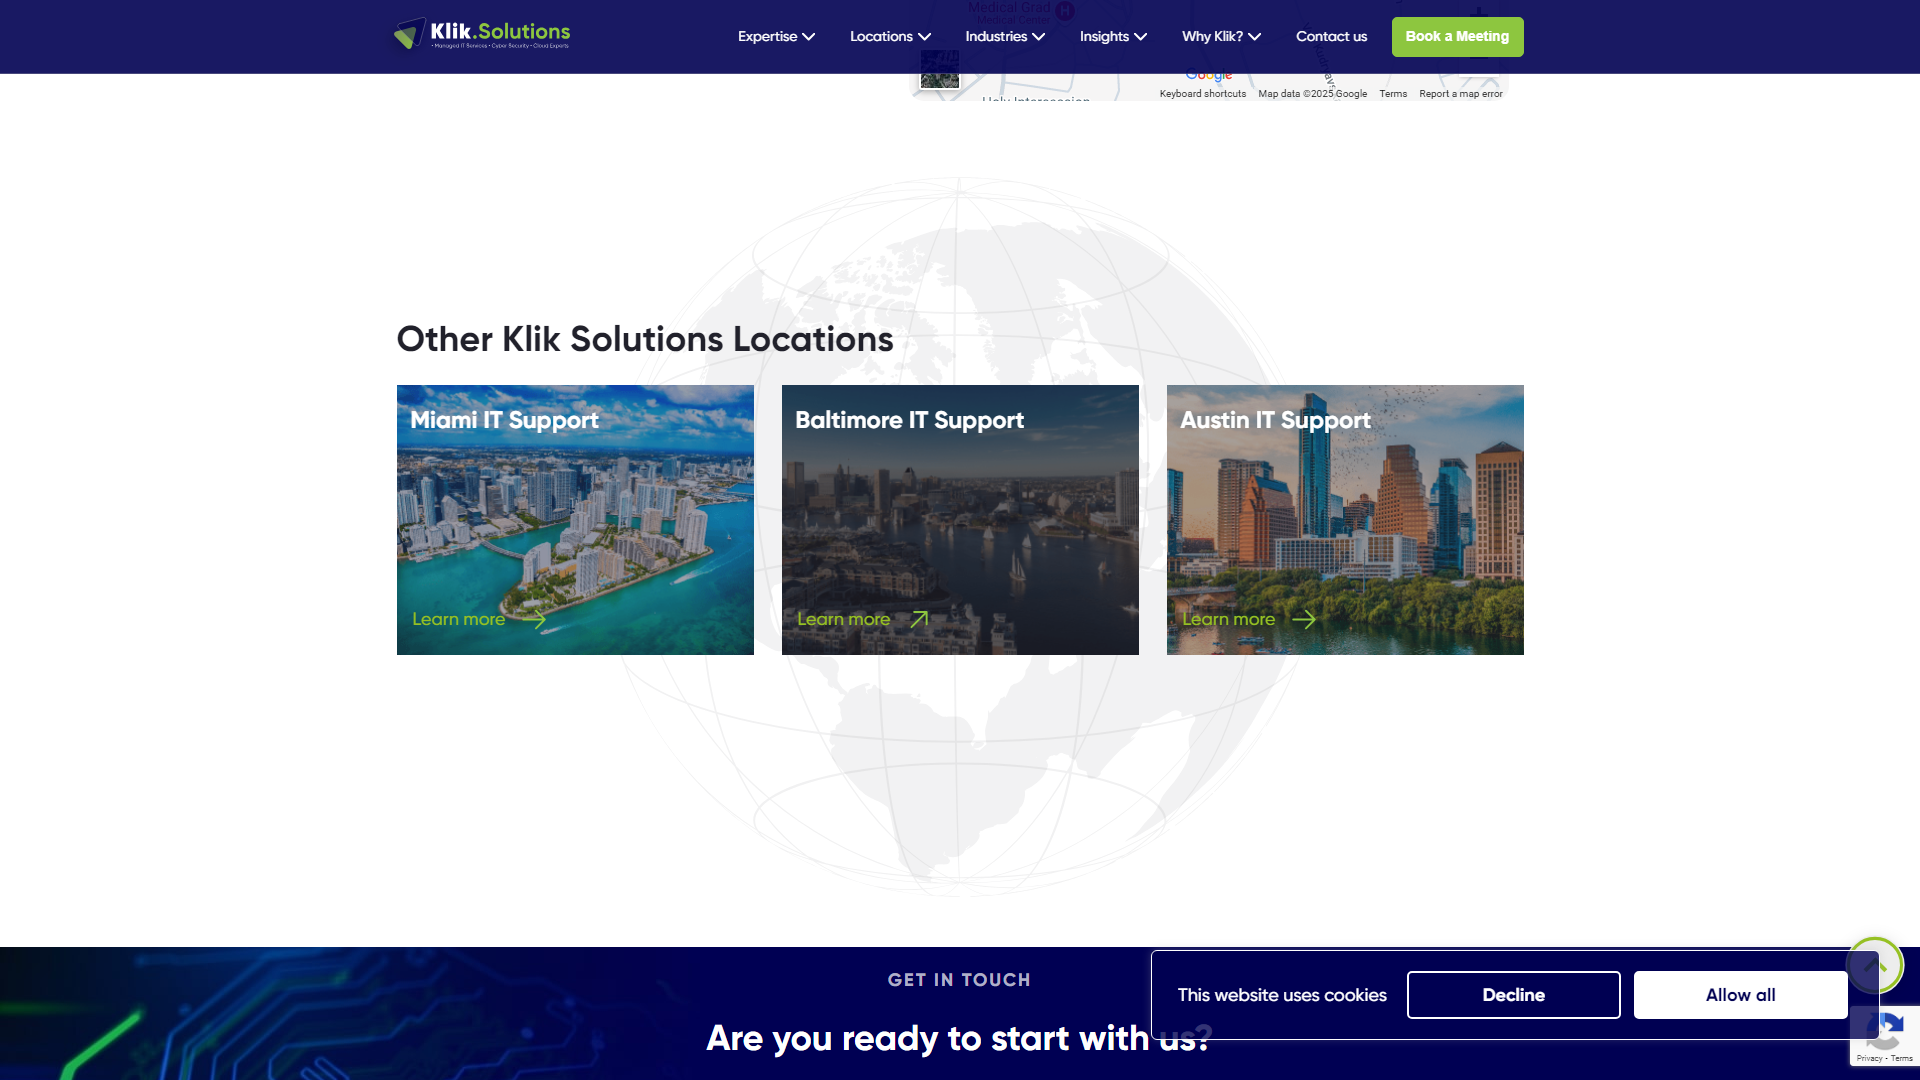 Klik.Solutions
• Managed IT Services • Cyber Security • Cloud Experts
Expertise
Locations
Industries
Insights
Why Klik?
Contact us
Book a Meeting
Medical Grad
Medical Center
H
Google
Holy Intersession
Keyboard shortcuts
Map data ©2025 Google
Terms
Report a map error
Other Klik Solutions Locations
Miami IT Support
Learn more
Baltimore IT Support
Learn more
Austin IT Support
Learn more
GET IN TOUCH
Are you ready to start with us?
This website uses cookies
Decline
Allow all
Privacy - Terms